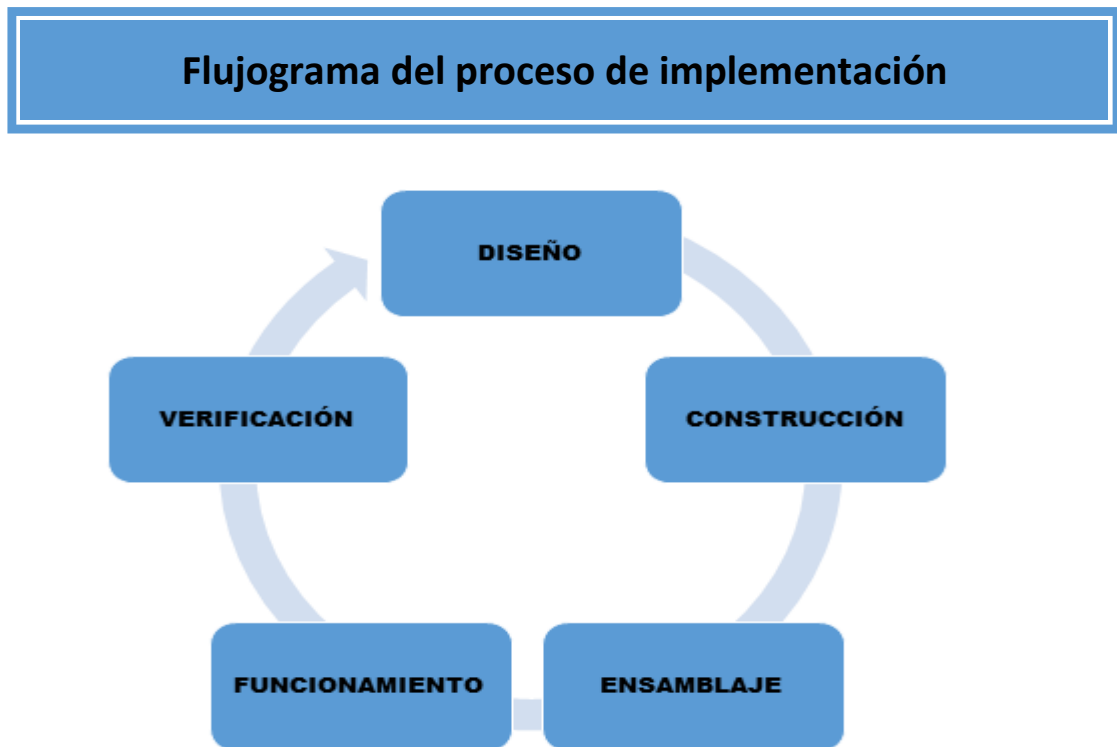 Flujograma del proceso de implementación
DISEÑO
CONSTRUCCIÓN
ENSAMBLAJE
FUNCIONAMIENTO
VERIFICACIÓN